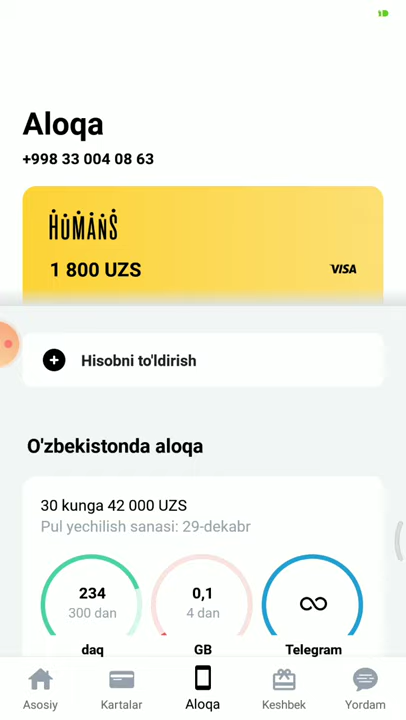 Aloqa
+998 33 004 08 63
HUMANS
1 800 UZS
VISA
Hisobni to'ldirish
O'zbekistonda aloqa
30 kunga 42 000 UZS
Pul yechilish sanasi: 29-dekabr
234
300 dan
daq
0,1
4 dan
GB
∞
Telegram
Asosiy
Kartalar
Aloqa
Keshbek
Yordam